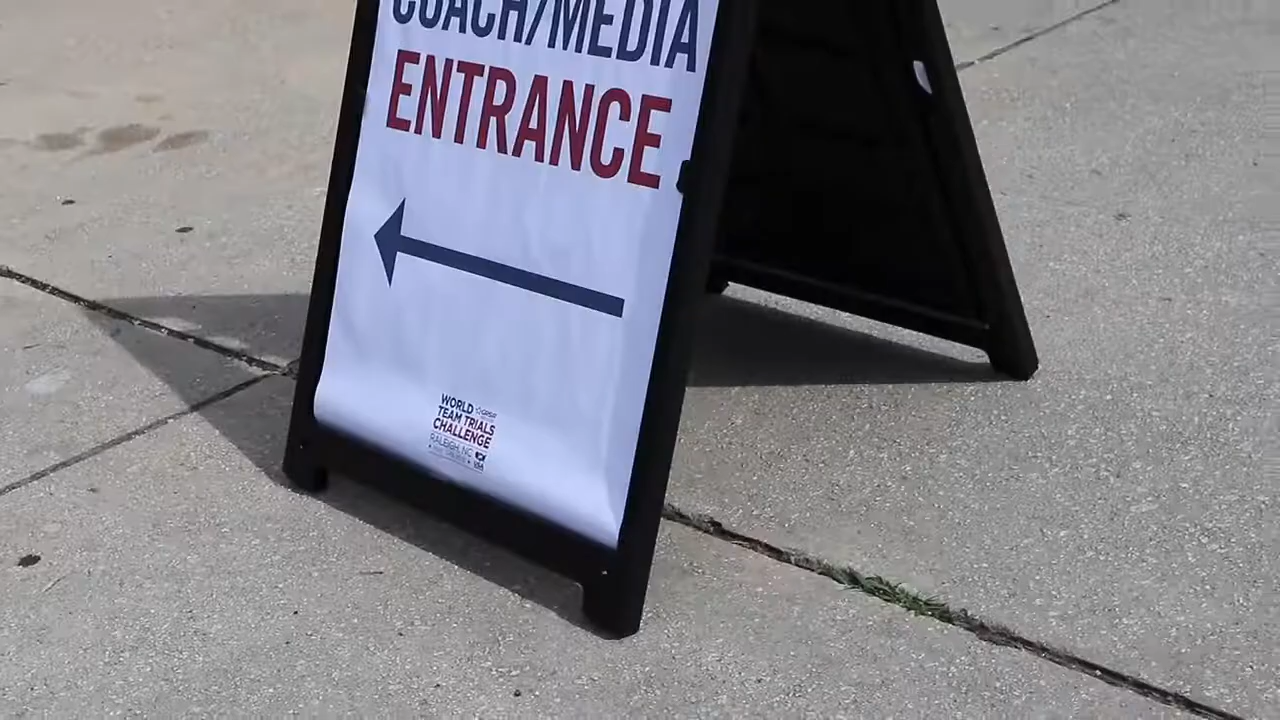 COACH/MEDIA
ENTRANCE
WORLD
TEAM TRIALS
CHALLENGE
RALEIGH, NC